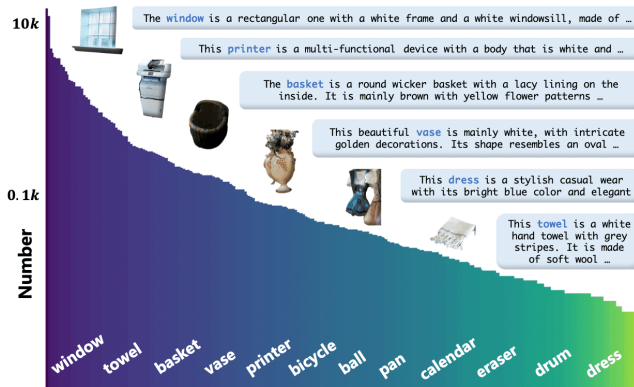 10k
The window is a rectangular one with a white frame and a white windowsill, made of …
This printer is a multi-functional device with a body that is white and …
The basket is a round wicker basket with a lacy lining on the
inside. It is mainly brown with yellow flower patterns …
This beautiful vase is mainly white, with intricate
golden decorations. Its shape resembles an oval …
This dress is a stylish casual wear
with its bright blue color and elegant
This towel is a white
hand towel with grey
stripes. It is made
of soft wool …
0.1k
Number
window
towel
basket
vase
printer
bicycle
ball
pan
calendar
eraser
drum
dress